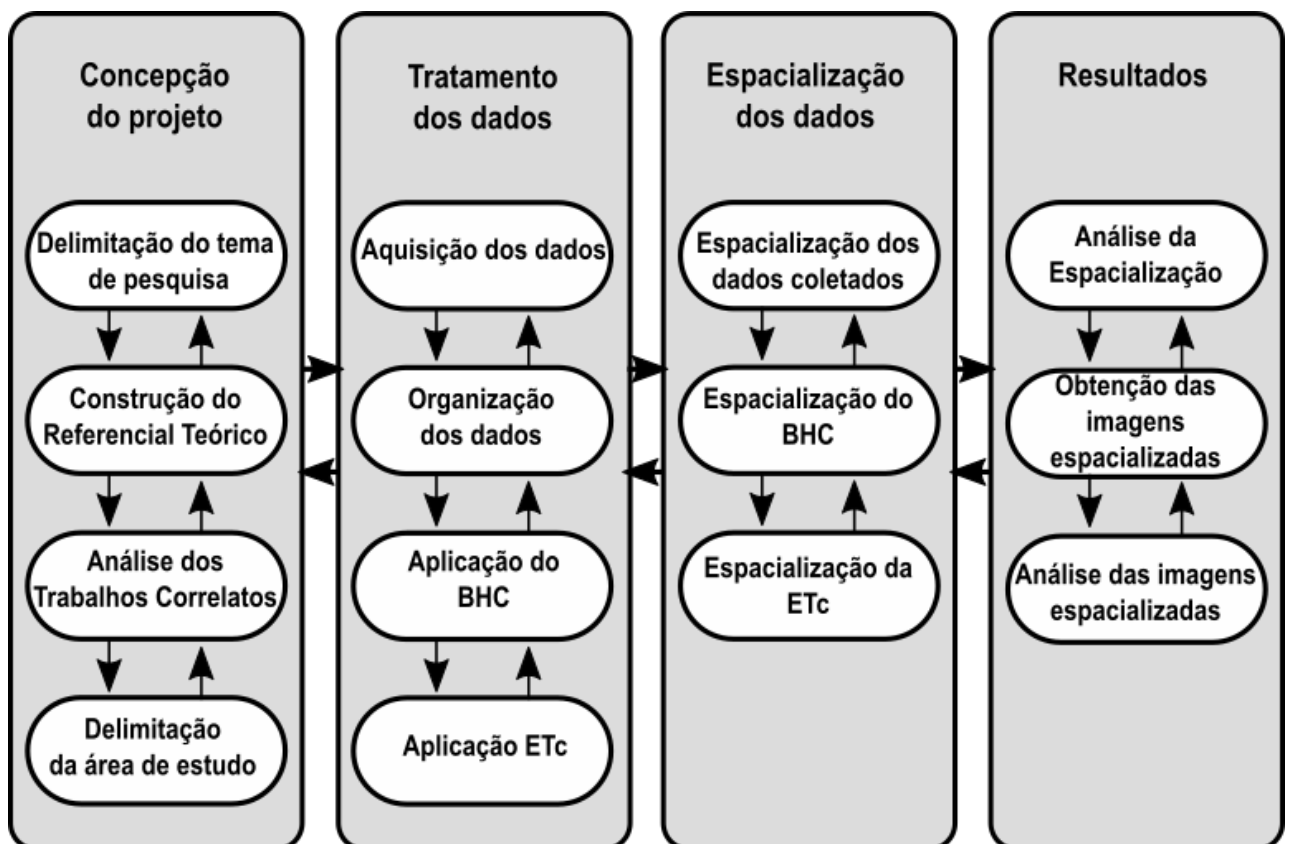 Concepção
do projeto
Delimitação do tema
de pesquisa
Construção do
Referencial Teórico
Análise dos
Trabalhos Correlatos
Delimitação
da área de estudo
Tratamento
dos dados
Aquisição dos dados
Organização
dos dados
Aplicação do
BHC
Aplicação ETc
Espacialização
dos dados
Espacialização dos
dados coletados
Espacialização do
BHC
Espacialização da
ETc
Resultados
Análise da
Espacialização
Obtenção das
imagens
espacializadas
Análise das imagens
espacializadas